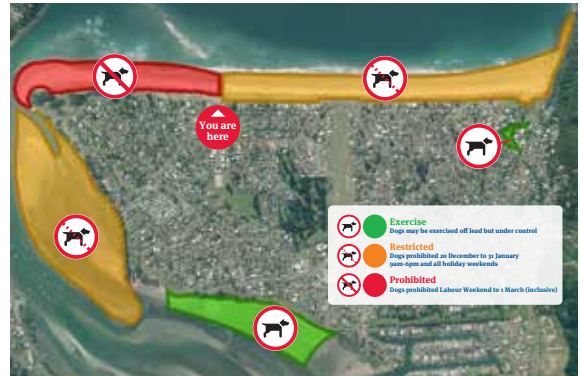 You are
here
Exercise
Dogs may be exercised off lead but under control
Restricted
Dogs prohibited 20 December to 31 January
9am-6pm and all holiday weekends
Prohibited
Dogs prohibited Labour Weekend to 1 March (inclusive)